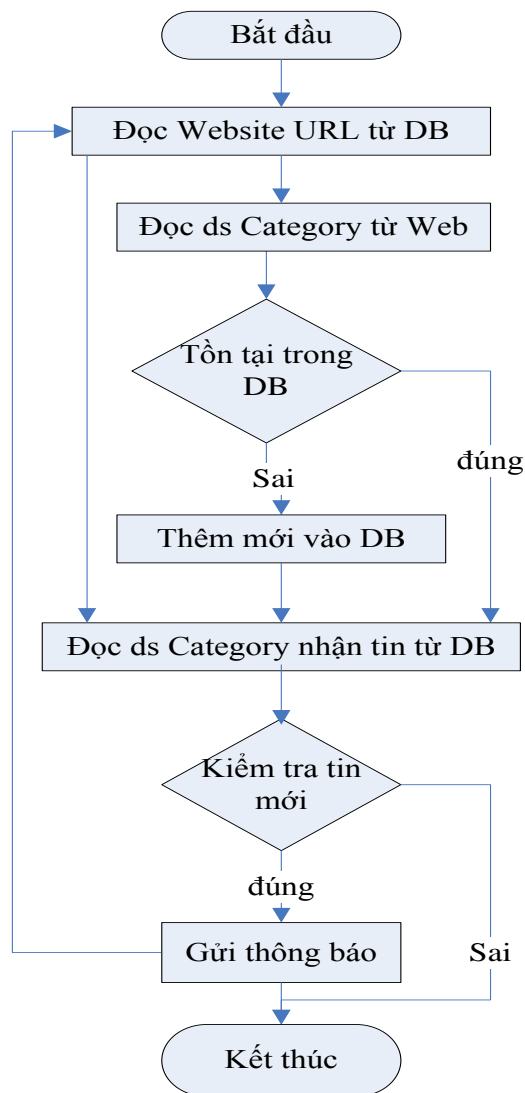 Bắt đầu
Đọc Website URL từ DB
Đọc ds Category từ Web
Tồn tại trong
DB
đúng
Sai
Thêm mới vào DB
Đọc ds Category nhận tin từ DB
Kiểm tra tin
mới
đúng
Gửi thông báo
Sai
Kết thúc